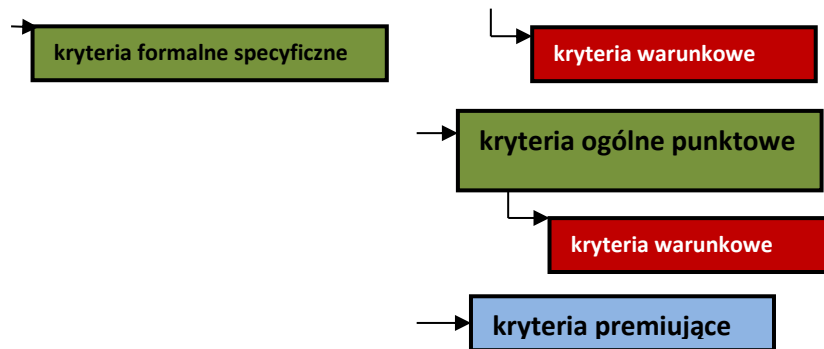 kryteria formalne specyficzne
kryteria warunkowe
kryteria ogólne punktowe
kryteria warunkowe
kryteria premiujące